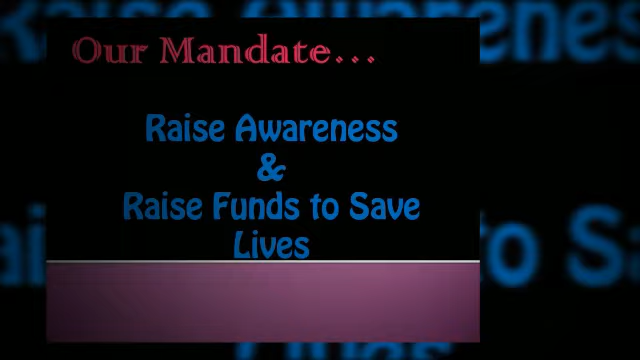 Our Mandate...
Raise Awareness
&
Raise Funds to Save
Lives